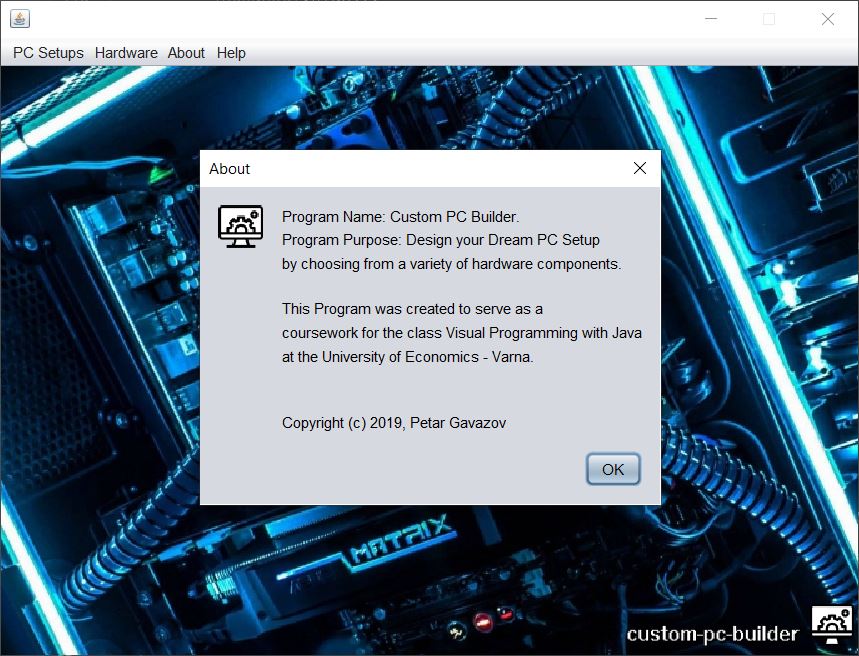 PC Setups Hardware About Help
About
Program Name: Custom PC Builder.
Program Purpose: Design your Dream PC Setup
by choosing from a variety of hardware components.
This Program was created to serve as a
coursework for the class Visual Programming with Java
at the University of Economics - Varna.
Copyright (c) 2019, Petar Gavazov
OK
MATRIX
custom-pc-builder